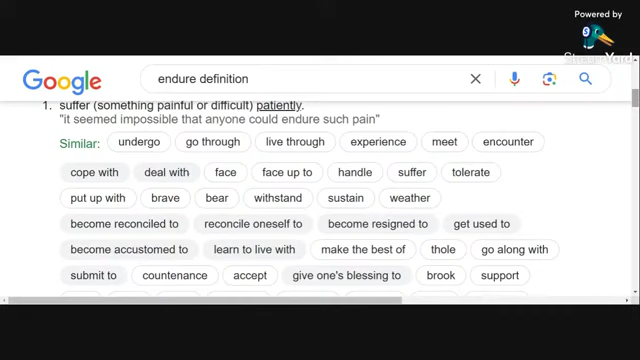 Powered by
StreamYard
Google
endure definition
1. suffer (something painful or difficult) patiently.
"it seemed impossible that anyone could endure such pain"
Similar: undergo go through live through experience meet encounter
cope with deal with face face up to handle suffer tolerate
put up with brave bear withstand sustain weather
become reconciled to reconcile oneself to become resigned to get used to
become accustomed to learn to live with make the best of thole go along with
submit to countenance accept give one's blessing to brook support